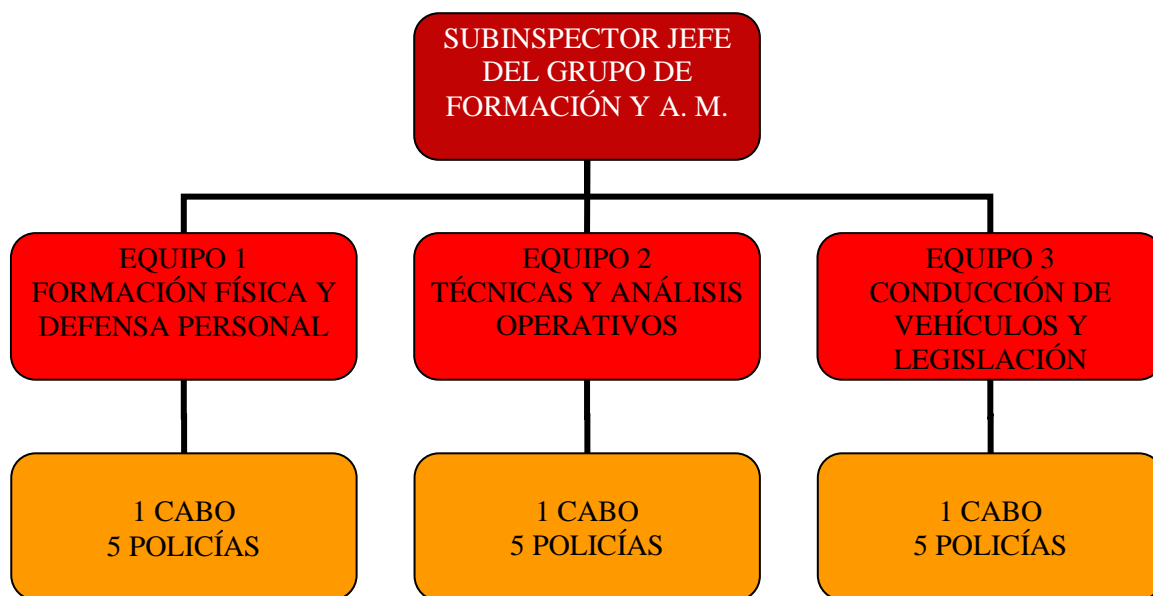 SUBINSPECTOR JEFE
DEL GRUPO DE
FORMACIÓN Y A. M.
EQUIPO 1
FORMACIÓN FÍSICA Y
DEFENSA PERSONAL
EQUIPO 2
TÉCNICAS Y ANÁLISIS
OPERATIVOS
EQUIPO 3
CONDUCCIÓN DE
VEHÍCULOS Y
LEGISLACIÓN
1 CABO
5 POLICÍAS
1 CABO
5 POLICÍAS
1 CABO
5 POLICÍAS